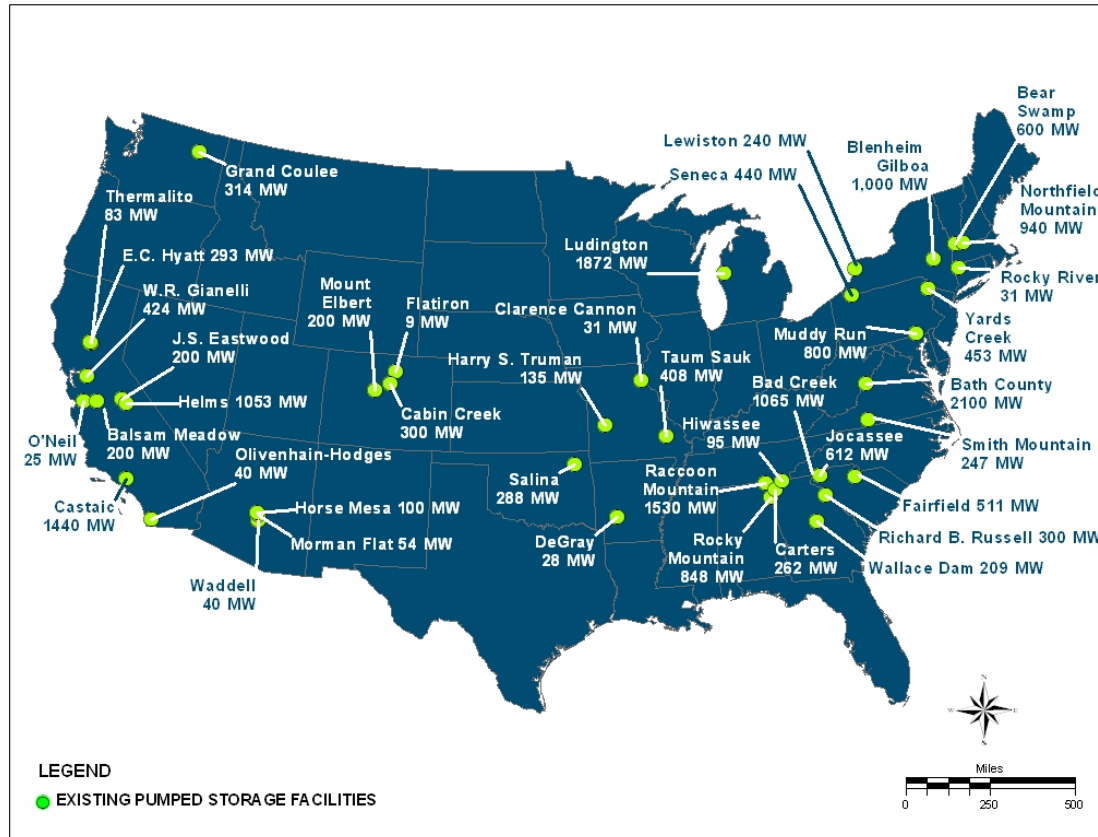 Bear
Swamp
600 MW
Lewiston 240 MW
Blenheim
Gilboa
1,000 MW
Seneca 440 MW
Grand Coulee
314 MW
Northfield
Mountain
940 MW
Thermalito
83 MW
E.C. Hyatt 293 MW
Ludington
1872 MW
W.R. Gianelli
424 MW
Mount
Elbert
200 MW
Flatiron
9 MW
Rocky River
31 MW
Clarence Cannon
31 MW
Yards
Creek
453 MW
J.S. Eastwood
200 MW
Muddy Run
800 MW
Harry S. Truman
135 MW
Taum Sauk
408 MW
Bad Creek
1065 MW
Bath County
2100 MW
Helms 1053 MW
Cabin Creek
300 MW
Hiwassee
95 MW
Jocassee
612 MW
Smith Mountain
247 MW
O'Neil
25 MW
Balsam Meadow
200 MW
Olivenhain-Hodges
40 MW
Salina
288 MW
Raccoon
Mountain
1530 MW
Castaic
1440 MW
Horse Mesa 100 MW
Fairfield 511 MW
Morman Flat 54 MW
DeGray
28 MW
Rocky
Mountain
848 MW
Carters
262 MW
Richard B. Russell 300 MW
Wallace Dam 209 MW
Waddell
40 MW
N
W
E
S
LEGEND
EXISTING PUMPED STORAGE FACILITIES
Miles
0 250 500